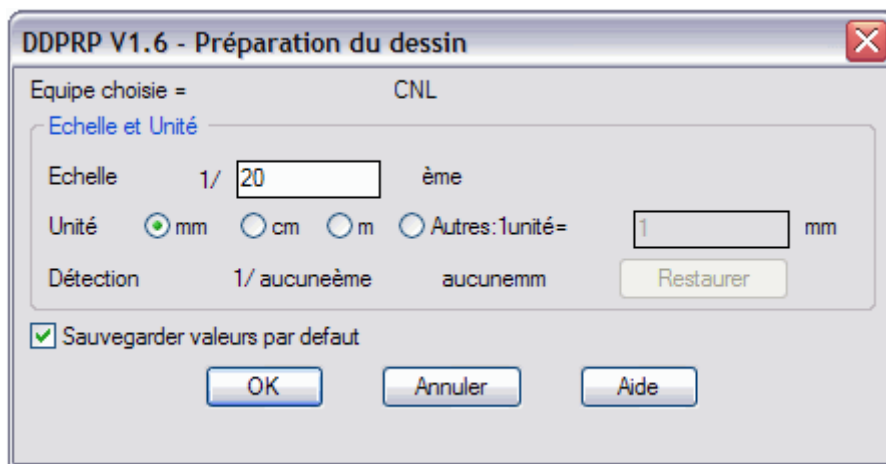 DDPRP V1.6 - Préparation du dessin
Equipe choisie = CNL
Echelle et Unité
Echelle 1/ 20 ème
Unité mm cm m Autres:1unité= 1 mm
Détection 1/ aucuneème aucunemm Restaurer
Sauvegarder valeurs par defaut
OK Annuler Aide